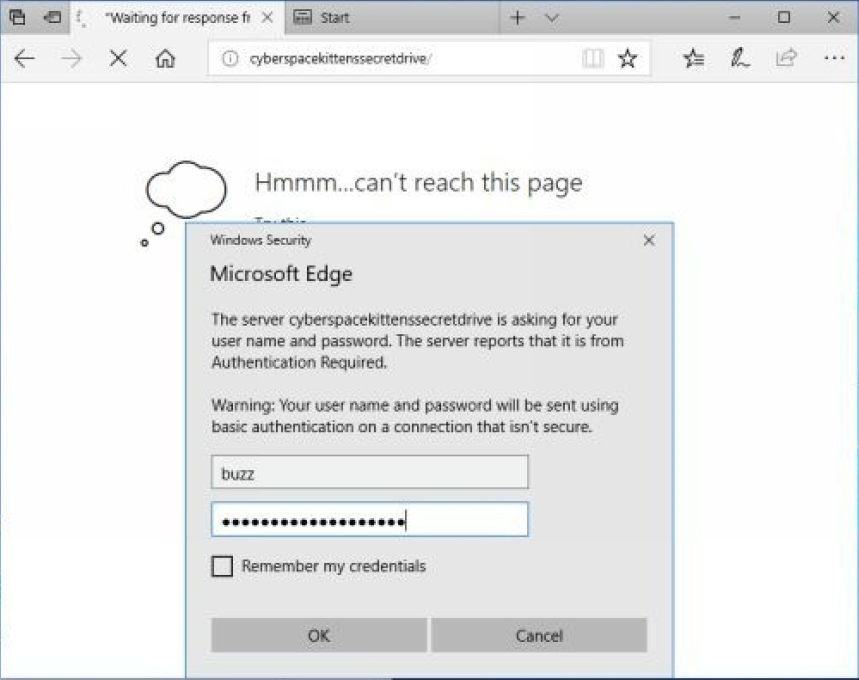 "Waiting for response fr
Start
cyberspacekittenssecretdrive/
Hmmm...can't reach this page
Windows Security
Microsoft Edge
The server cyberspacekittenssecretdrive is asking for your
user name and password. The server reports that it is from
Authentication Required.
Warning: Your user name and password will be sent using
basic authentication on a connection that isn't secure.
buzz
Remember my credentials
OK
Cancel